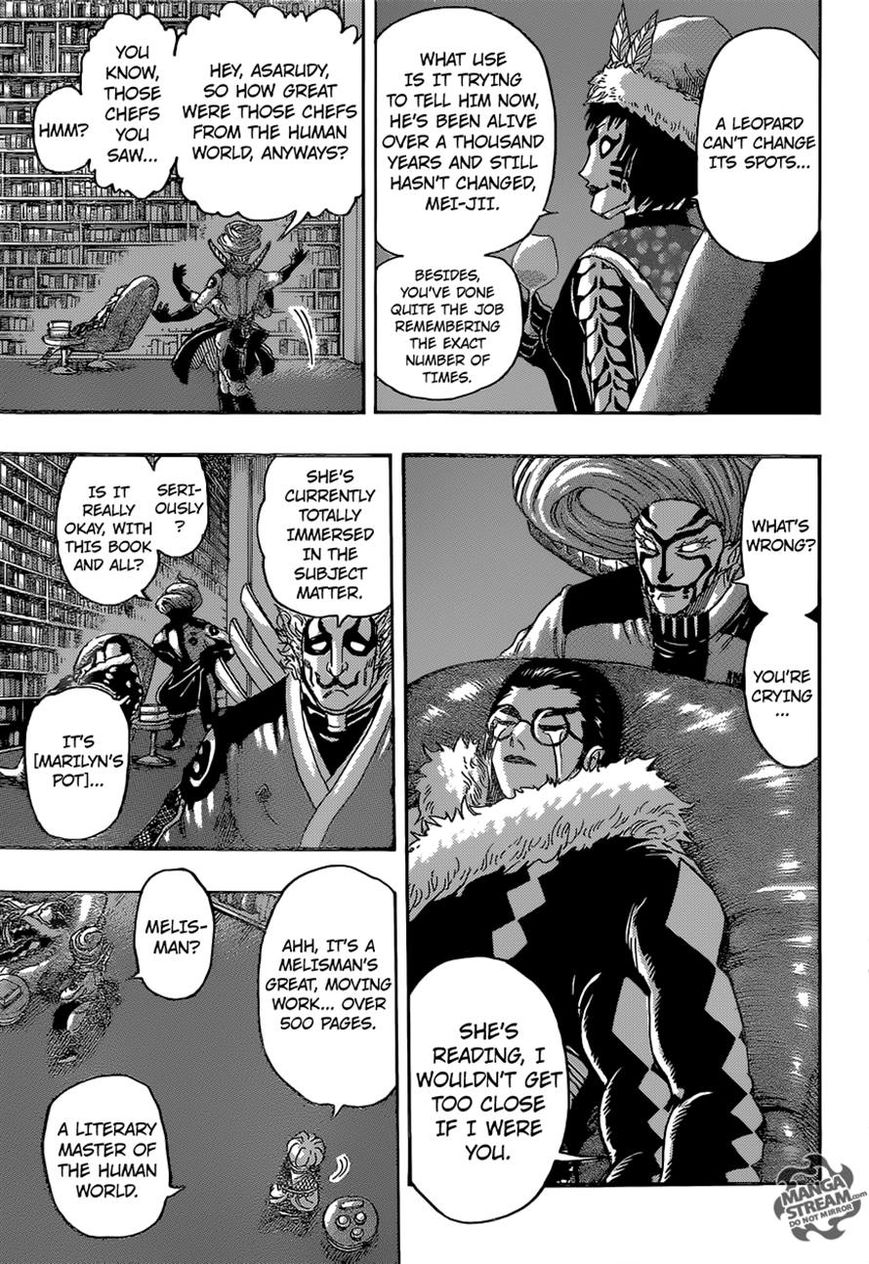 A LEOPARD
CAN'T CHANGE
ITS SPOTS...
WHAT USE
IS IT TRYING
TO TELL HIM NOW,
HE'S BEEN ALIVE
OVER A THOUSAND
YEARS AND STILL
HASN'T CHANGED,
MEI-JII.
BESIDES,
YOU'VE DONE
QUITE THE JOB
REMEMBERING
THE EXACT
NUMBER OF
TIMES.
HEY, ASARUDY,
SO HOW GREAT
WERE THOSE CHEFS
FROM THE HUMAN
WORLD, ANYWAYS?
YOU
KNOW,
THOSE
CHEFS
YOU
SAW...
HMM?
WHAT'S
WRONG?
YOU'RE
CRYING
...
SHE'S
READING, I
WOULDN'T GET
TOO CLOSE
IF I WERE
YOU.
SHE'S
CURRENTLY
TOTALLY
IMMERSED
IN THE
SUBJECT
MATTER.
SERI-
OUSLY
?
IS IT
REALLY
OKAY, WITH
THIS BOOK
AND ALL?
IT'S
[MARILYN'S
POT]...
AHH, IT'S A
MELISMAN'S
GREAT, MOVING
WORK... OVER
500 PAGES.
MELIS-
MAN?
A LITERARY
MASTER OF
THE HUMAN
WORLD.
MANGA
STREAM.com
DO NOT MIRROR